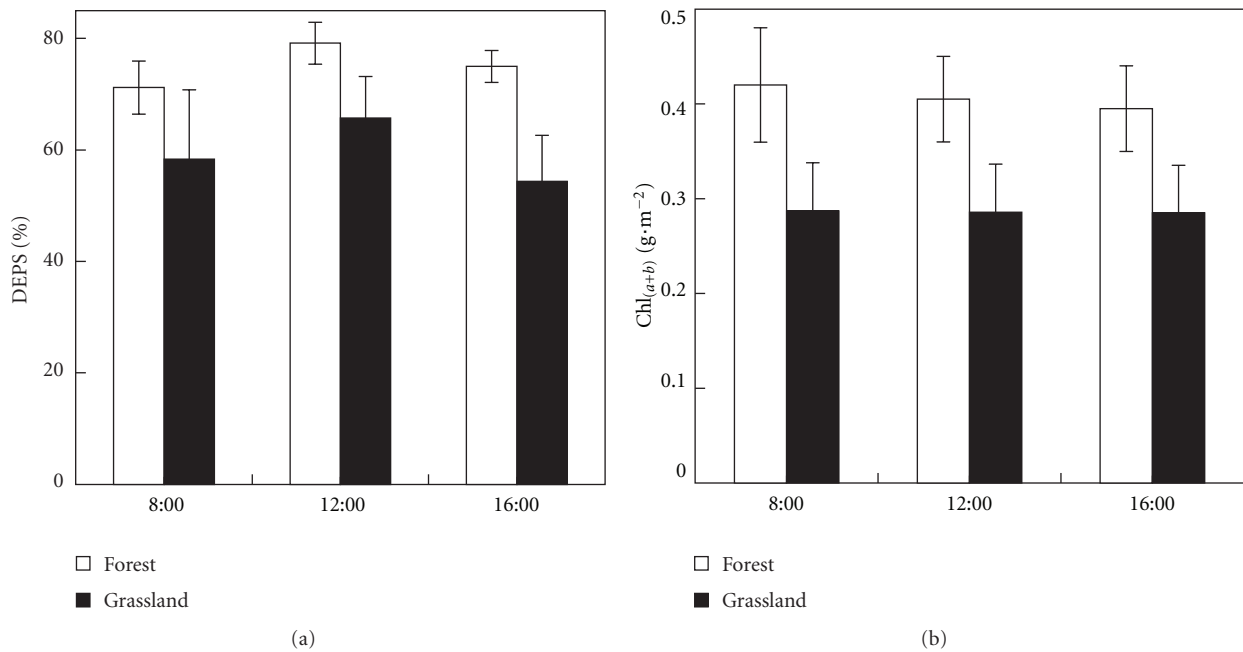 80
60
40
20
0
DEPS (%)
8:00
12:00
16:00
Forest
Grassland
(a)
0.5
0.4
0.3
0.2
0.1
0
Chl(a+b) (g·m−2)
8:00
12:00
16:00
Forest
Grassland
(b)